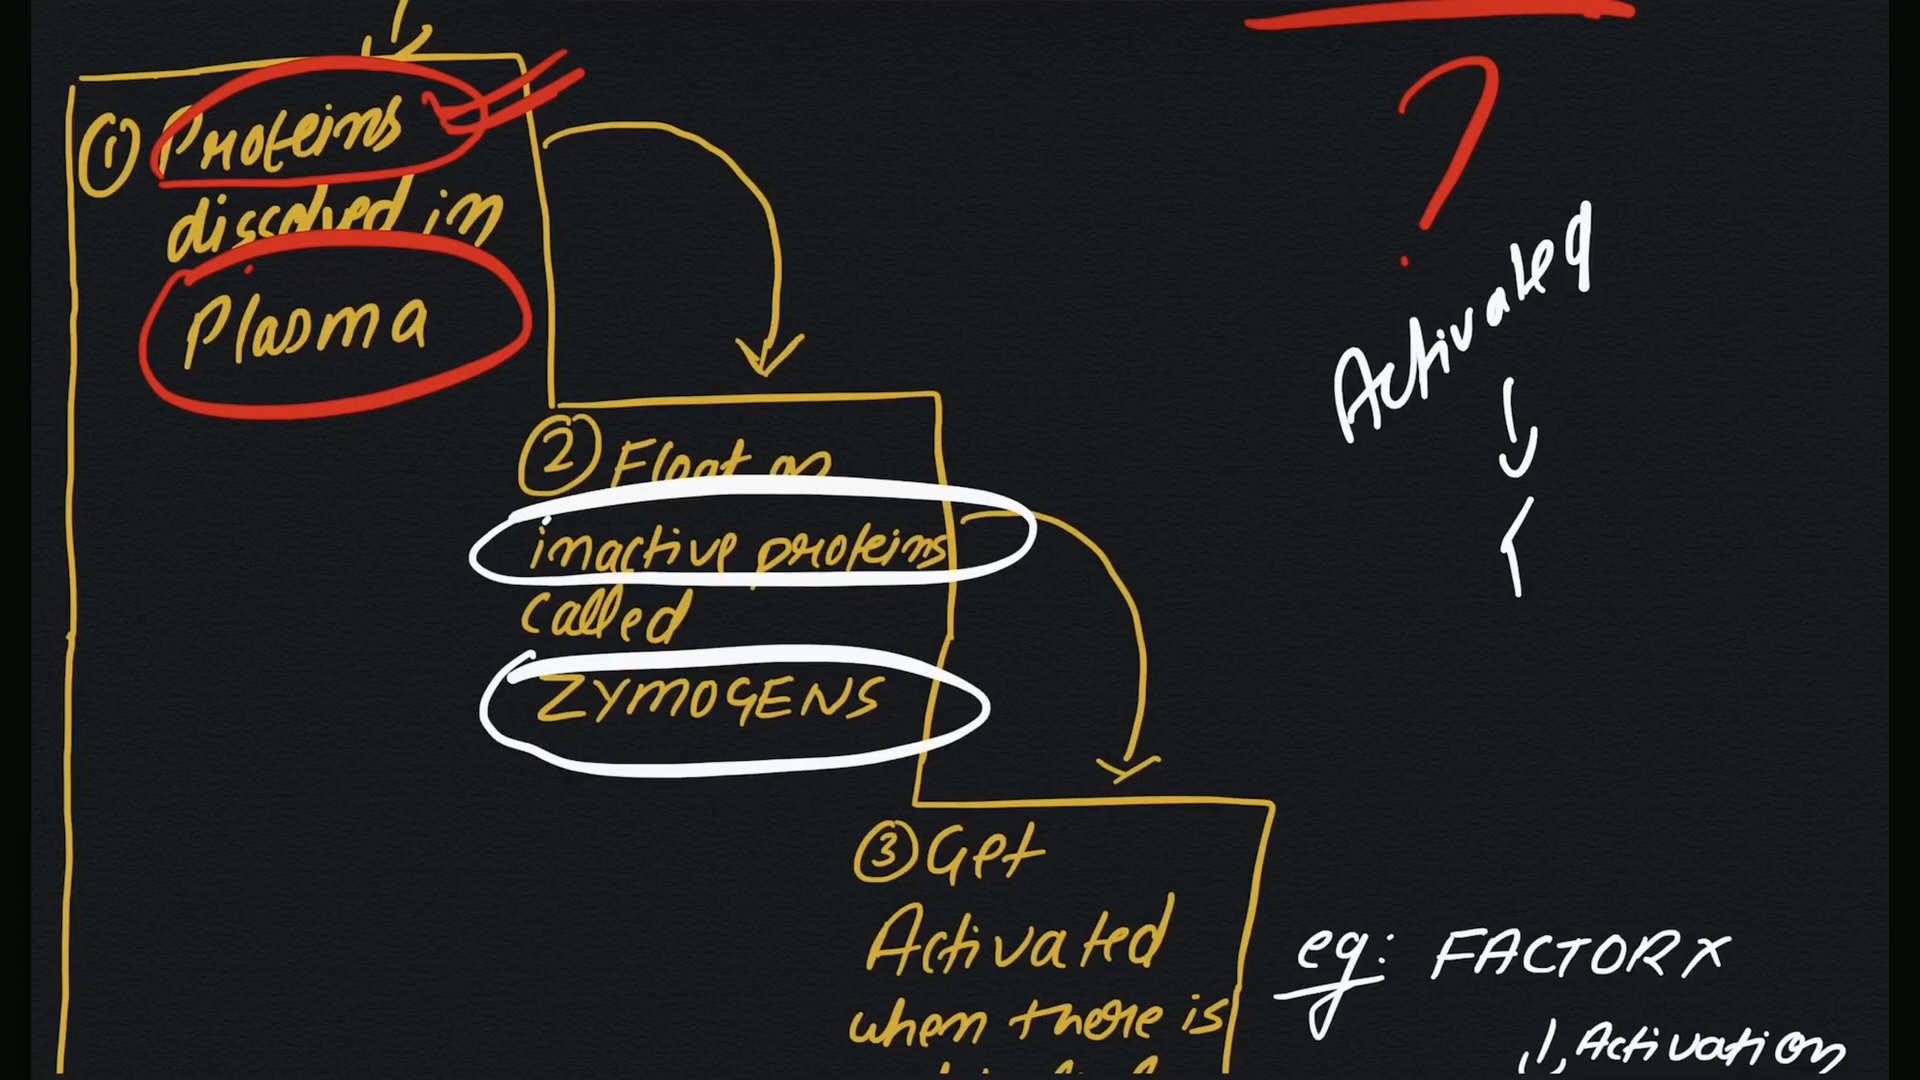 ① Proteins
dissolved in
Plasma
② Float on
inactive proteins
called
ZYMOGENS
③ Get
Activated
when there is
?
Activated
eg: FACTOR X
Activation